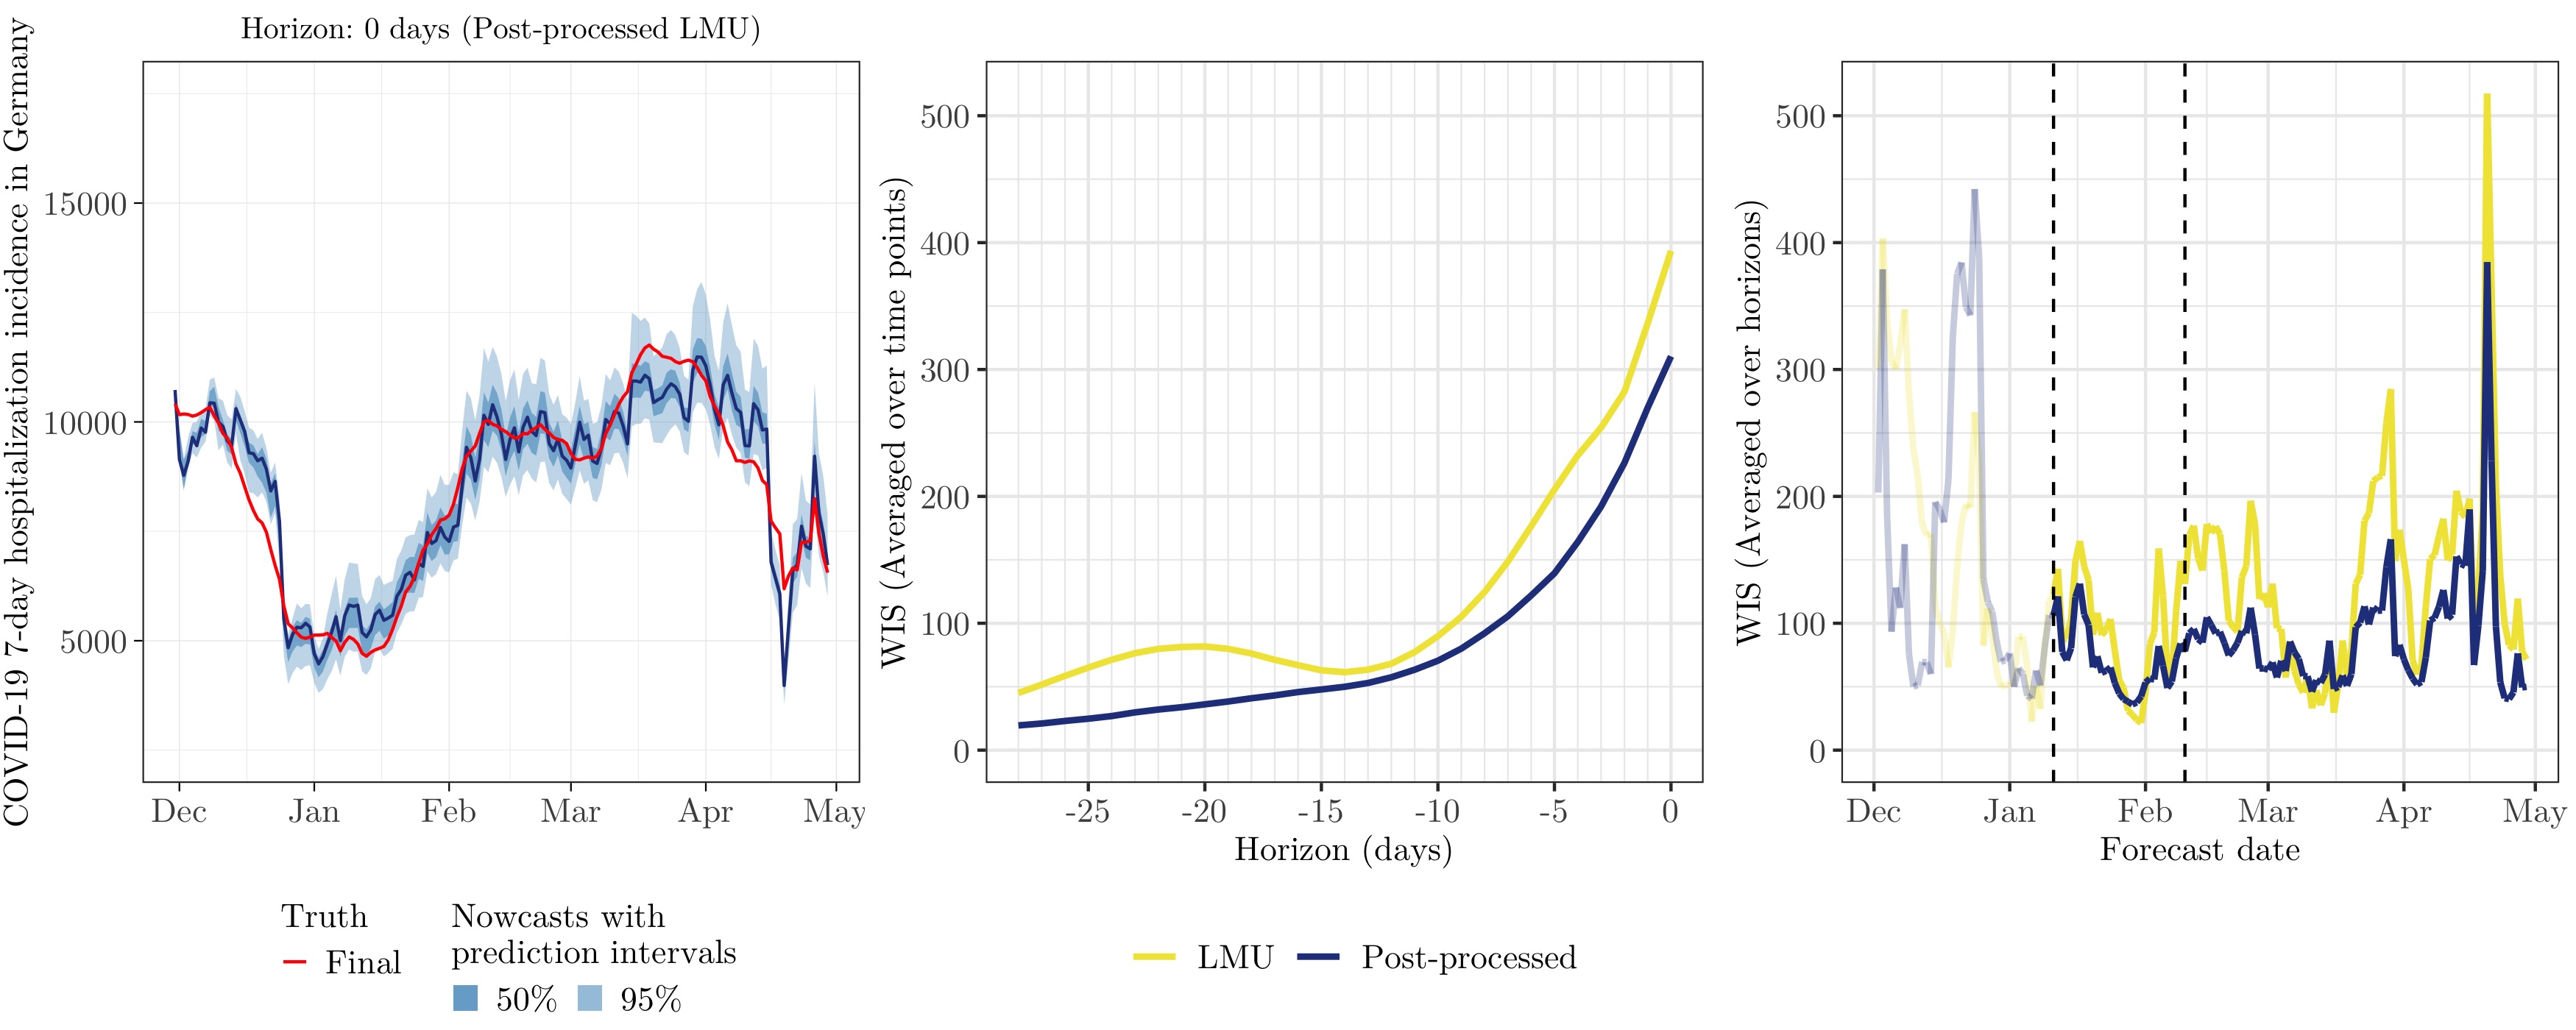 Horizon: 0 days (Post-processed LMU)
COVID-19 7-day hospitalization incidence in Germany
15000
10000
5000
Dec Jan Feb Mar Apr May
WIS (Averaged over time points)
500
400
300
200
100
0
-25 -20 -15 -10 -5 0
Horizon (days)
WIS (Averaged over horizons)
500
400
300
200
100
0
Dec Jan Feb Mar Apr May
Forecast date
Truth
Final
Nowcasts with
prediction intervals
50% 95%
LMU Post-processed